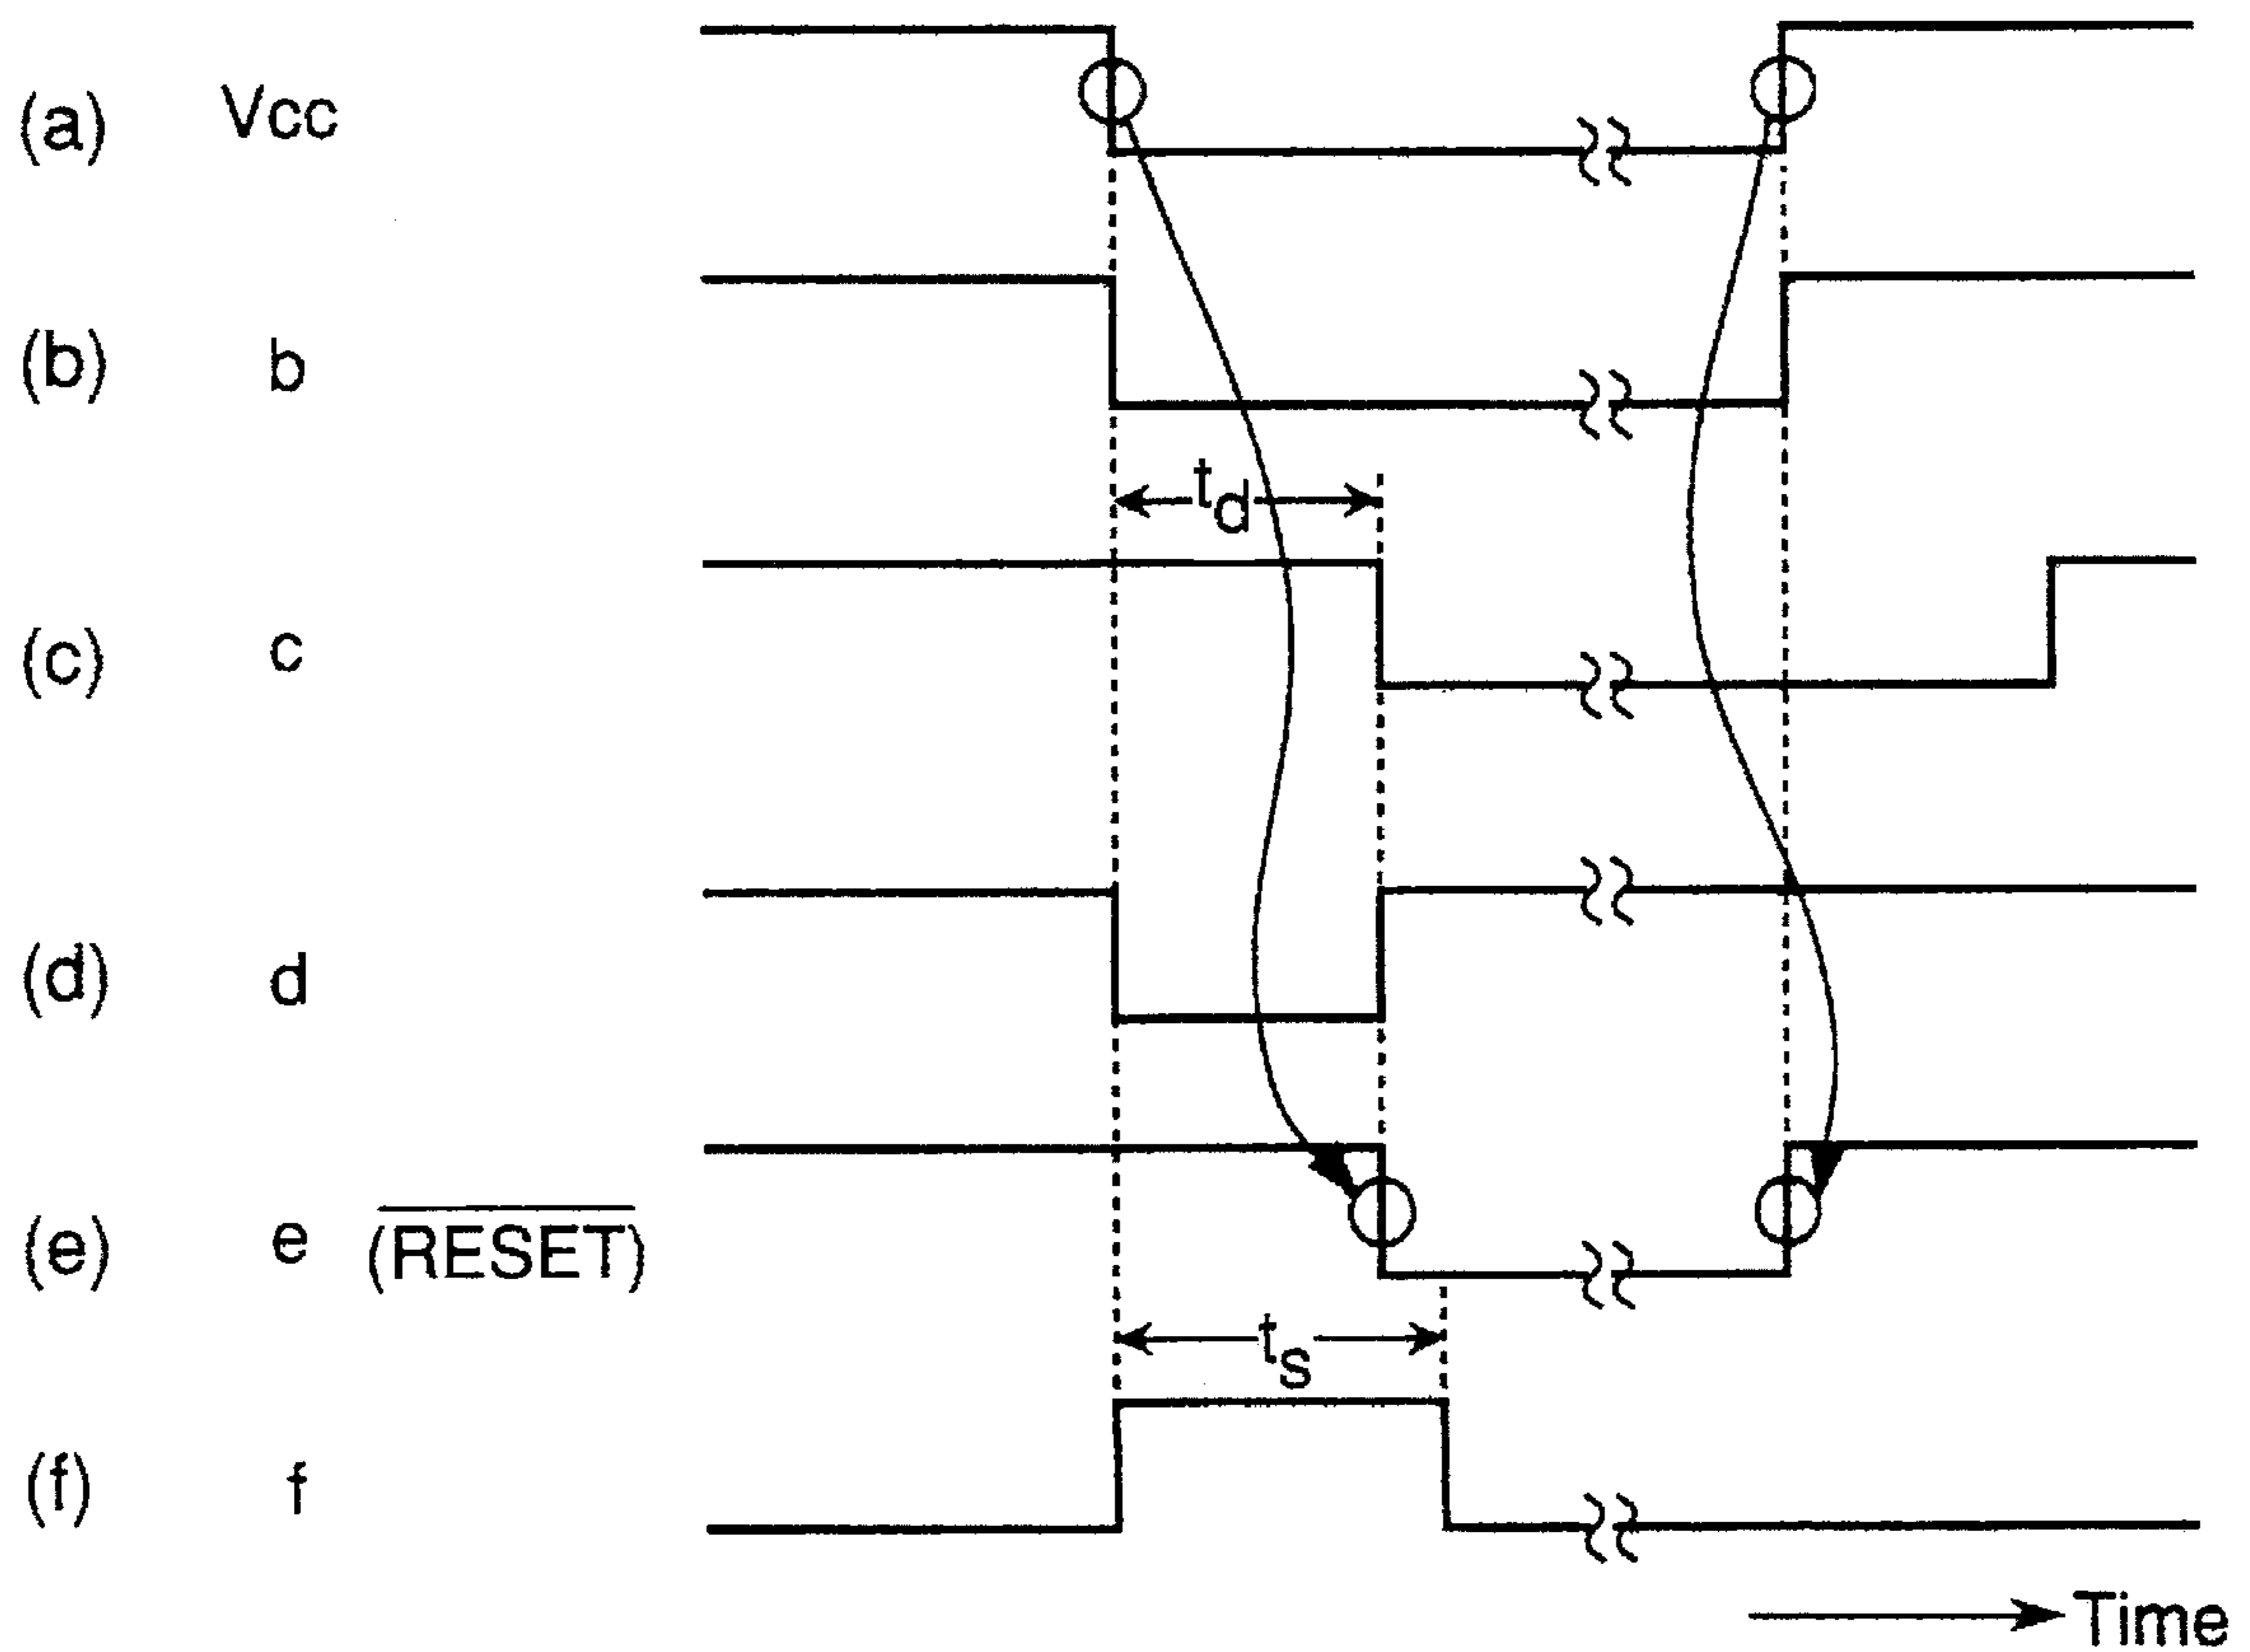 (a) Vcc
(b) b
td
(c) c
(d) d
(e) e (RESET)
ts
(f) f
Time